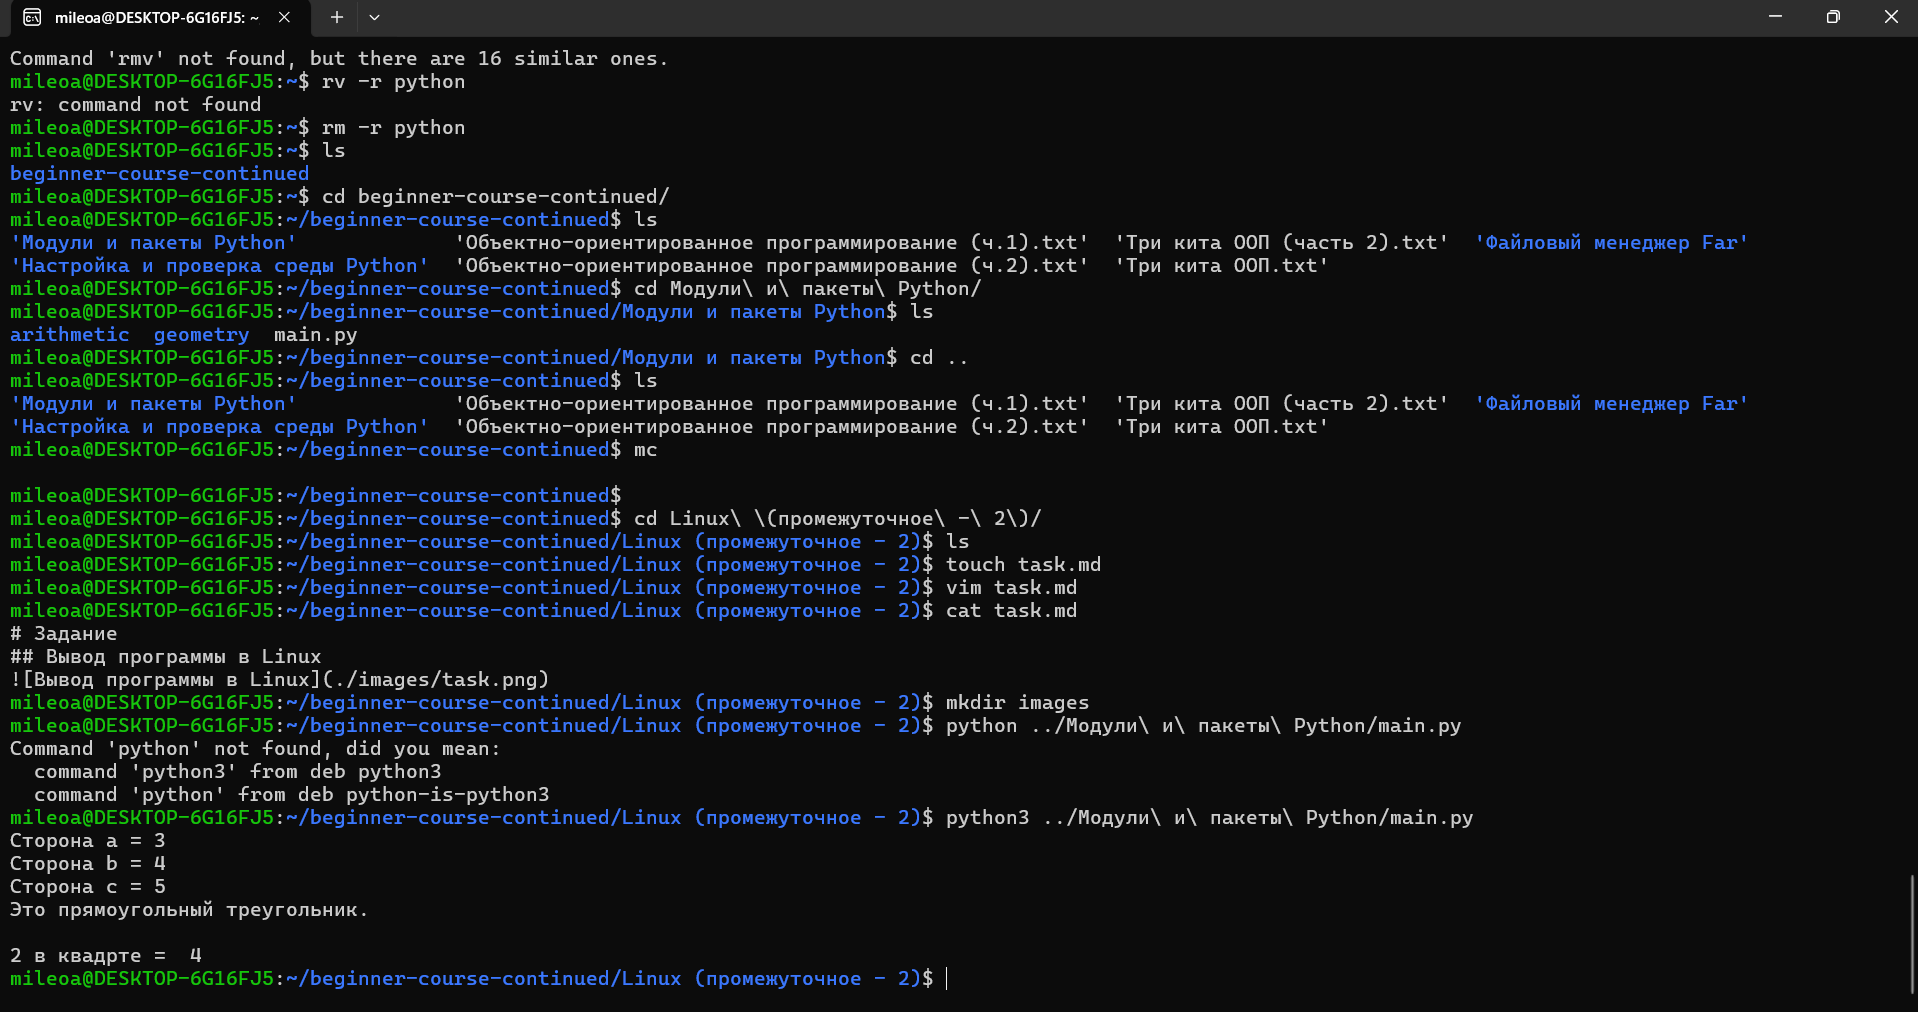 mileoa@DESKTOP-6G16FJ5: ~
Command 'rmv' not found, but there are 16 similar ones.
mileoa@DESKTOP-6G16FJ5:~$ rv -r python
rv: command not found
mileoa@DESKTOP-6G16FJ5:~$ rm -r python
mileoa@DESKTOP-6G16FJ5:~$ ls
beginner-course-continued
mileoa@DESKTOP-6G16FJ5:~$ cd beginner-course-continued/
mileoa@DESKTOP-6G16FJ5:~/beginner-course-continued$ ls
'Модули и пакеты Python'             'Объектно-ориентированное программирование (ч.1).txt'  'Три кита ООП (часть 2).txt'  'Файловый менеджер Far'
'Настройка и проверка среды Python'  'Объектно-ориентированное программирование (ч.2).txt'  'Три кита ООП.txt'
mileoa@DESKTOP-6G16FJ5:~/beginner-course-continued$ cd Модули\ и\ пакеты\ Python/
mileoa@DESKTOP-6G16FJ5:~/beginner-course-continued/Модули и пакеты Python$ ls
arithmetic  geometry  main.py
mileoa@DESKTOP-6G16FJ5:~/beginner-course-continued/Модули и пакеты Python$ cd ..
mileoa@DESKTOP-6G16FJ5:~/beginner-course-continued$ ls
'Модули и пакеты Python'             'Объектно-ориентированное программирование (ч.1).txt'  'Три кита ООП (часть 2).txt'  'Файловый менеджер Far'
'Настройка и проверка среды Python'  'Объектно-ориентированное программирование (ч.2).txt'  'Три кита ООП.txt'
mileoa@DESKTOP-6G16FJ5:~/beginner-course-continued$ mc
mileoa@DESKTOP-6G16FJ5:~/beginner-course-continued$
mileoa@DESKTOP-6G16FJ5:~/beginner-course-continued$ cd Linux\ \(промежуточное\ -\ 2\)/
mileoa@DESKTOP-6G16FJ5:~/beginner-course-continued/Linux (промежуточное - 2)$ ls
mileoa@DESKTOP-6G16FJ5:~/beginner-course-continued/Linux (промежуточное - 2)$ touch task.md
mileoa@DESKTOP-6G16FJ5:~/beginner-course-continued/Linux (промежуточное - 2)$ vim task.md
mileoa@DESKTOP-6G16FJ5:~/beginner-course-continued/Linux (промежуточное - 2)$ cat task.md
# Задание
## Вывод программы в Linux
![Вывод программы в Linux](./images/task.png)
mileoa@DESKTOP-6G16FJ5:~/beginner-course-continued/Linux (промежуточное - 2)$ mkdir images
mileoa@DESKTOP-6G16FJ5:~/beginner-course-continued/Linux (промежуточное - 2)$ python ../Модули\ и\ пакеты\ Python/main.py
Command 'python' not found, did you mean:
  command 'python3' from deb python3
  command 'python' from deb python-is-python3
mileoa@DESKTOP-6G16FJ5:~/beginner-course-continued/Linux (промежуточное - 2)$ python3 ../Модули\ и\ пакеты\ Python/main.py
Сторона a = 3
Сторона b = 4
Сторона c = 5
Это прямоугольный треугольник.
2 в квадрте =  4
mileoa@DESKTOP-6G16FJ5:~/beginner-course-continued/Linux (промежуточное - 2)$